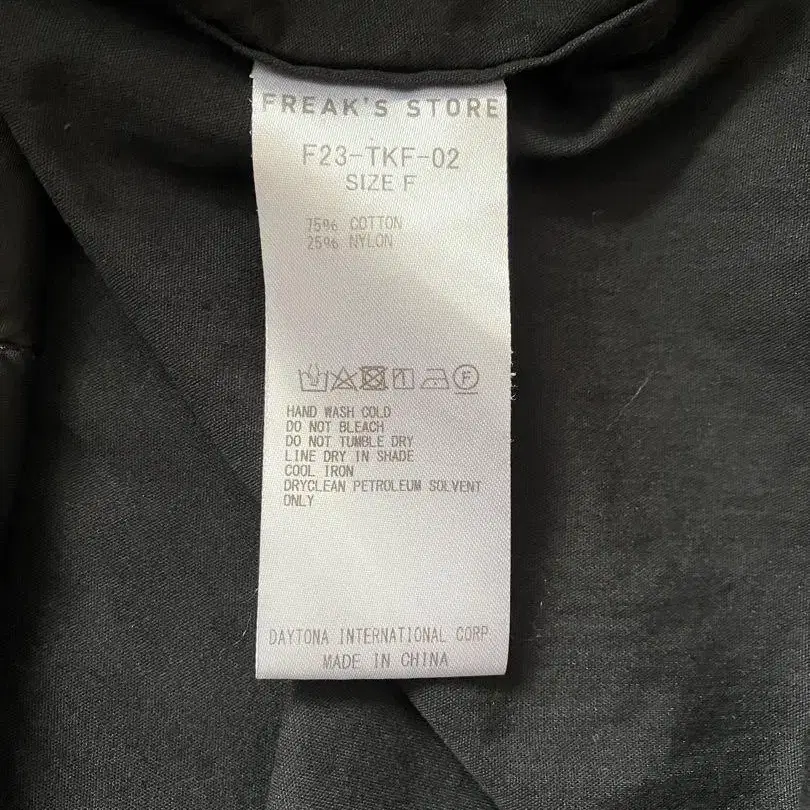 FREAK'S STORE
F23-TKF-02
SIZE F
75% COTTON
25% NYLON
F
HAND WASH COLD
DO NOT BLEACH
DO NOT TUMBLE DRY
LINE DRY IN SHADE
COOL IRON
DRYCLEAN PETROLEUM SOLVENT
ONLY
DAYTONA INTERNATIONAL CORP.
MADE IN CHINA